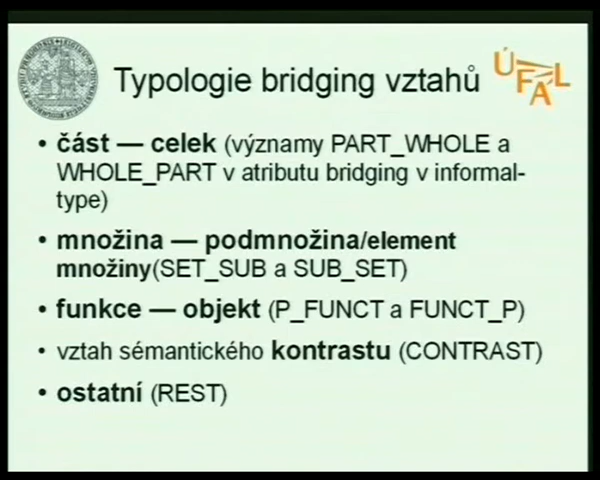 Typologie bridging vztahů
ÚFAL
• část — celek (významy PART_WHOLE a
WHOLE_PART v atributu bridging v informal-
type)
• množina — podmnožina/element
množiny(SET_SUB a SUB_SET)
• funkce — objekt (P_FUNCT a FUNCT_P)
• vztah sémantického kontrastu (CONTRAST)
• ostatní (REST)